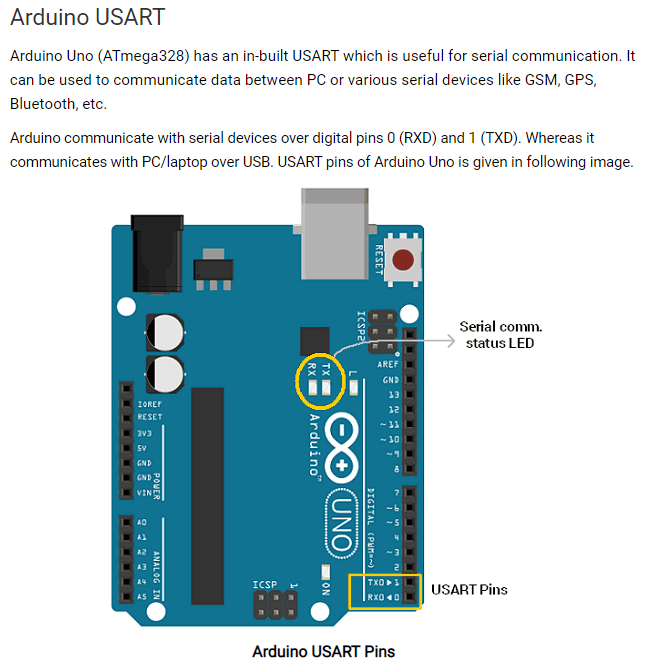 Arduino USART
Arduino Uno (ATmega328) has an in-built USART which is useful for serial communication. It
can be used to communicate data between PC or various serial devices like GSM, GPS,
Bluetooth, etc.
Arduino communicate with serial devices over digital pins 0 (RXD) and 1 (TXD). Whereas it
communicates with PC/laptop over USB. USART pins of Arduino Uno is given in following image.
RESET
ICSP2
Serial comm.
status LED
RX
TX
L
AREF
GND
13
12
~ 11
~ 10
~ 9
8
Arduino™
UNO
IOREF
RESET
3V3
5V
GND
GND
VIN
POWER
7
~ 6
~ 5
4
~ 3
2
TX0 ▶ 1
RX0 ◀ 0
DIGITAL (PWM=~)
USART Pins
A0
A1
A2
A3
A4
A5
ANALOG IN
ICSP
1
ON
Arduino USART Pins